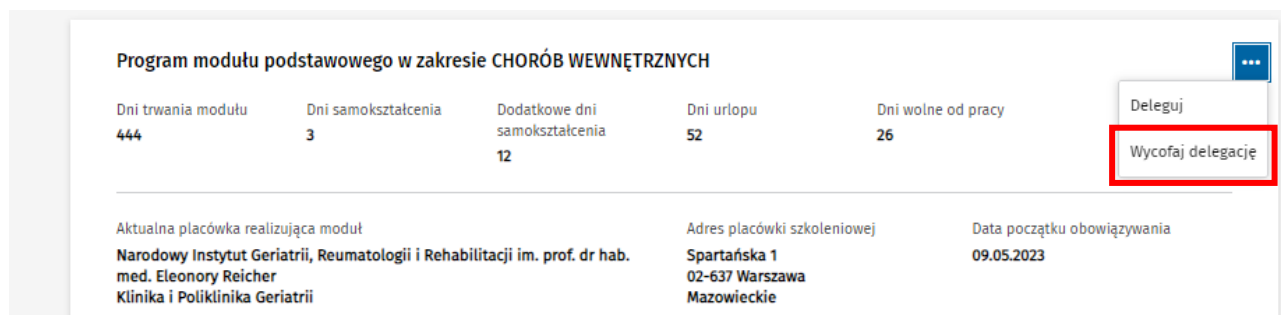 Program modułu podstawowego w zakresie CHORÓB WEWNĘTRZNYCH
Dni trwania modułu
444
Dni samokształcenia
3
Dodatkowe dni
samokształcenia
12
Dni urlopu
52
Dni wolne od pracy
26
Deleguj
Wycofaj delegację
Aktualna placówka realizująca moduł
Narodowy Instytut Geriatrii, Reumatologii i Rehabilitacji im. prof. dr hab.
med. Eleonory Reicher
Klinika i Poliklinika Geriatrii
Adres placówki szkoleniowej
Spartańska 1
02-637 Warszawa
Mazowieckie
Data początku obowiązywania
09.05.2023